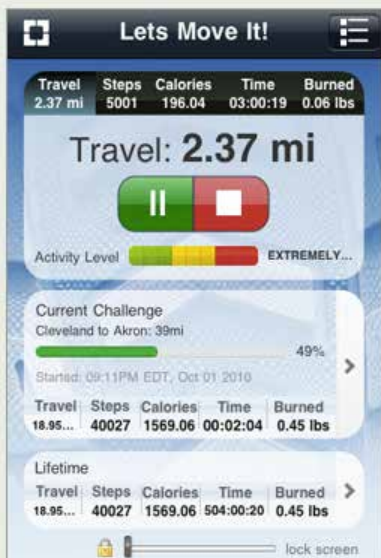 Lets Move It!
Travel Steps Calories Time Burned
2.37 mi 5001 196.04 03:00:19 0.06 lbs
Travel: 2.37 mi
Activity Level EXTREMELY...
Current Challenge
Cleveland to Akron: 39mi
49%
Started: 09:11PM EDT, Oct 01 2010
Travel Steps Calories Time Burned
18.95... 40027 1569.06 00:02:04 0.45 lbs
Lifetime
Travel Steps Calories Time Burned
18.95... 40027 1569.06 504:00:20 0.45 lbs
lock screen